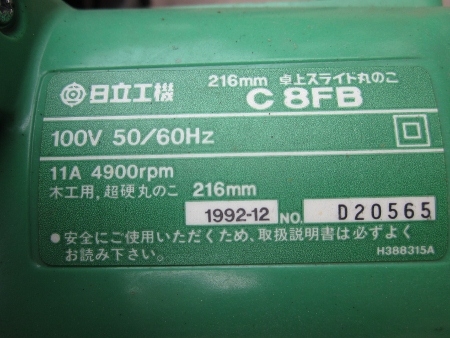 日立工機 216mm 卓上スライド丸のこ
C 8FB
100V 50/60Hz
11A 4900rpm
木工用,超硬丸のこ 216mm
1992-12 NO. D20565
●安全にご使用いただくため、取扱説明書は必ずよく
お読み下さい。
H388315A